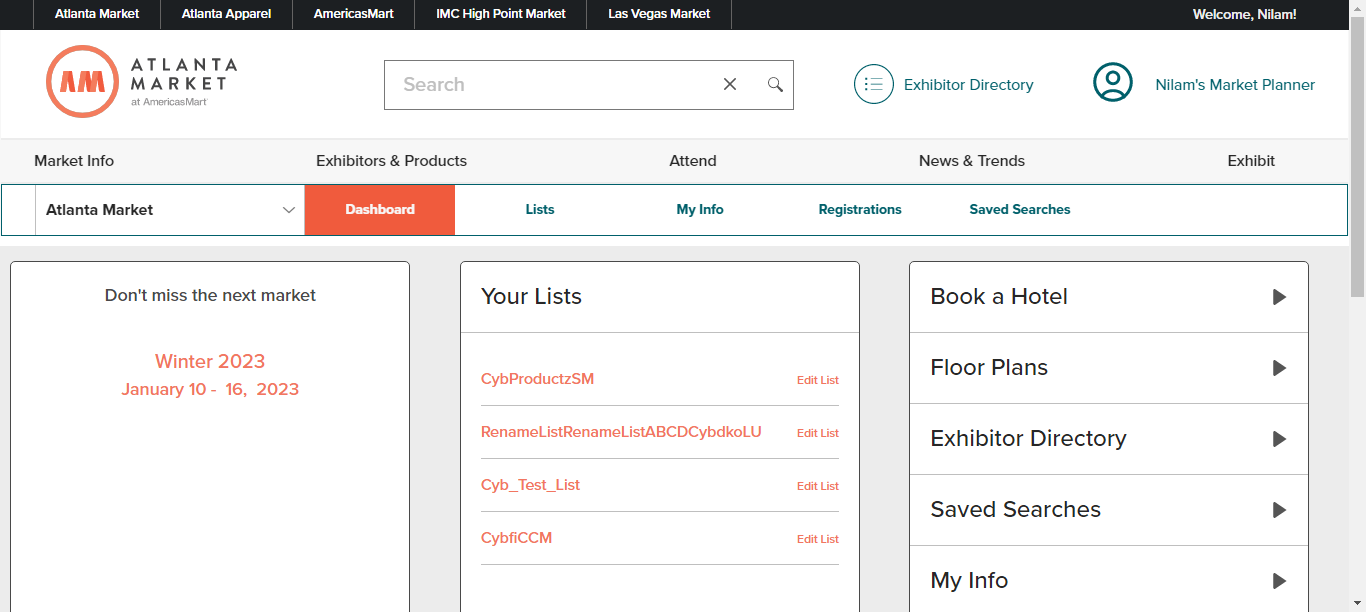 Atlanta Market Atlanta Apparel AmericasMart IMC High Point Market Las Vegas Market Welcome, Nilam!
AM ATLANTA
MARKET
at AmericasMart
Search
Exhibitor Directory
Nilam's Market Planner
Market Info Exhibitors & Products Attend News & Trends Exhibit
Atlanta Market Dashboard Lists My Info Registrations Saved Searches
Don't miss the next market
Winter 2023
January 10 - 16, 2023
Your Lists
CybProductzSM Edit List
RenameListRenameListABCDCybdkoLU Edit List
Cyb_Test_List Edit List
CybfiCCM Edit List
Book a Hotel
Floor Plans
Exhibitor Directory
Saved Searches
My Info